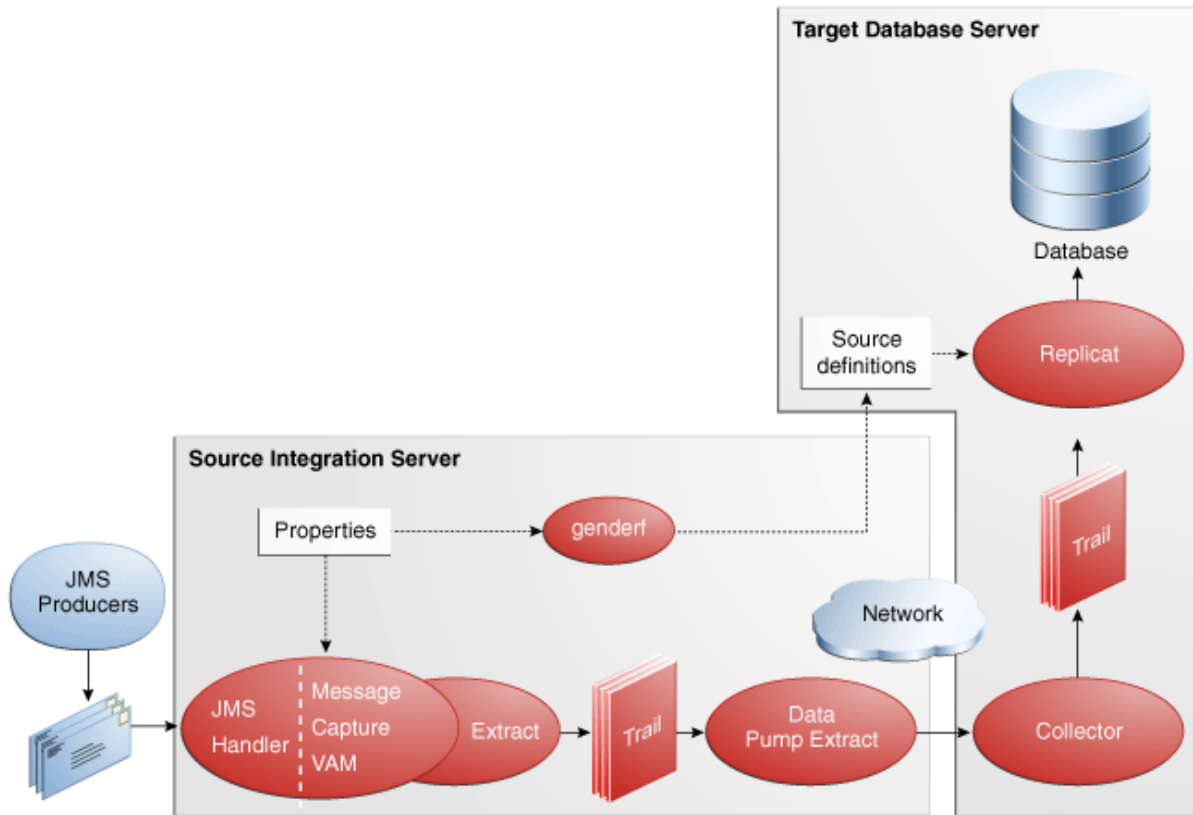 Target Database Server
Database
Source
definitions
Replicat
Source Integration Server
Properties
genderf
Trail
JMS
Producers
Network
JMS
Handler
Message
Capture
VAM
Extract
Trail
Data
Pump Extract
Collector